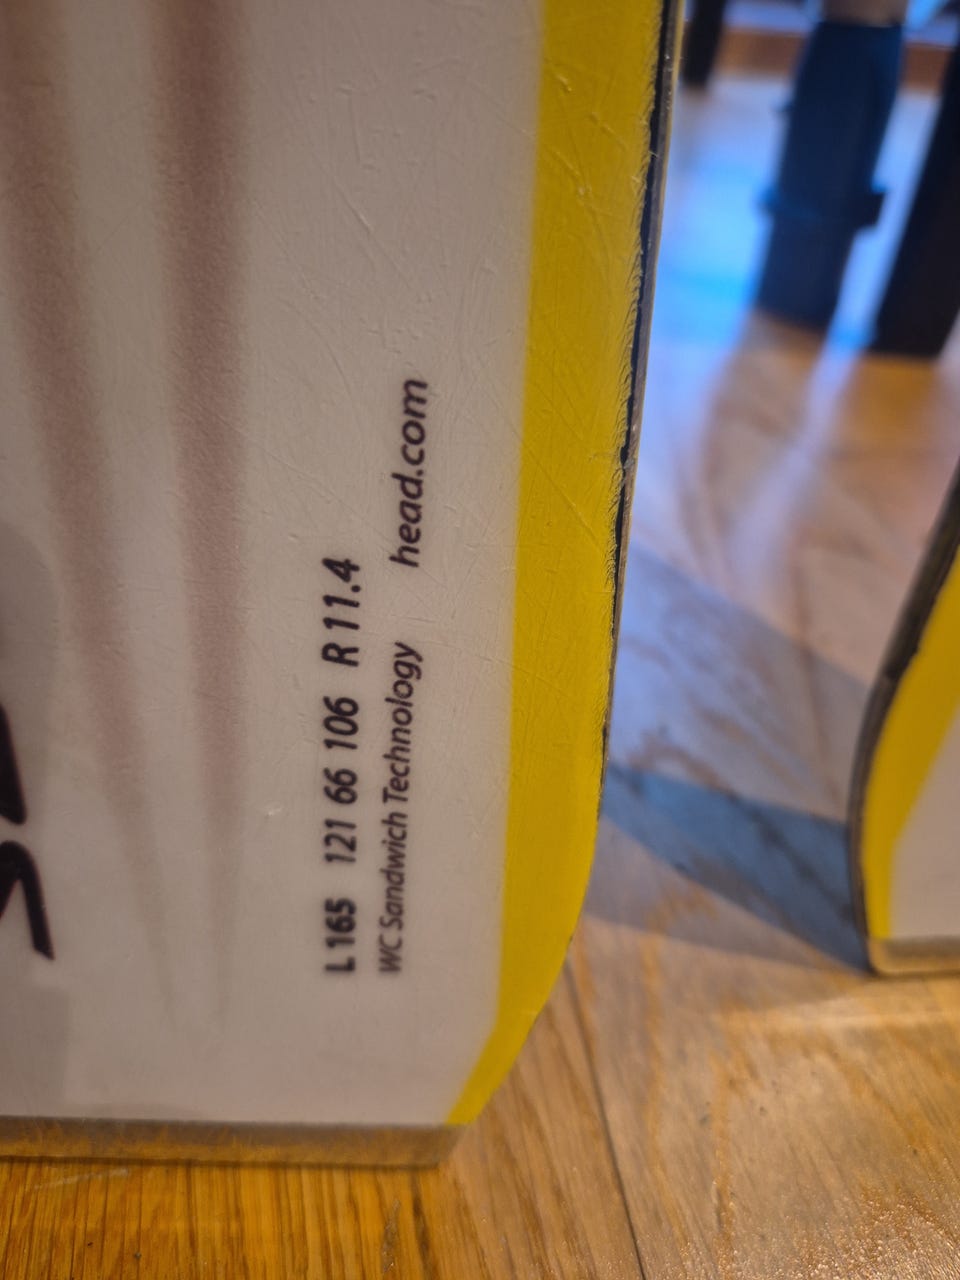 L 165 121 66 106 R 11.4
WC Sandwich Technology head.com